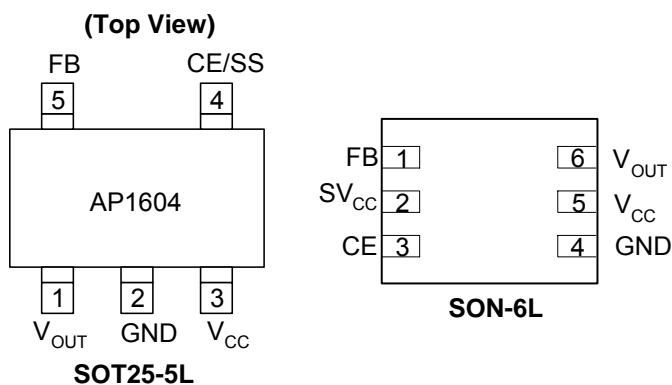 (Top View)
FB CE/SS
5 4
AP1604
1 2 3
VOUT GND VCC
SOT25-5L
FB 1 6 VOUT
SVCC 2 5 VCC
CE 3 4 GND
SON-6L